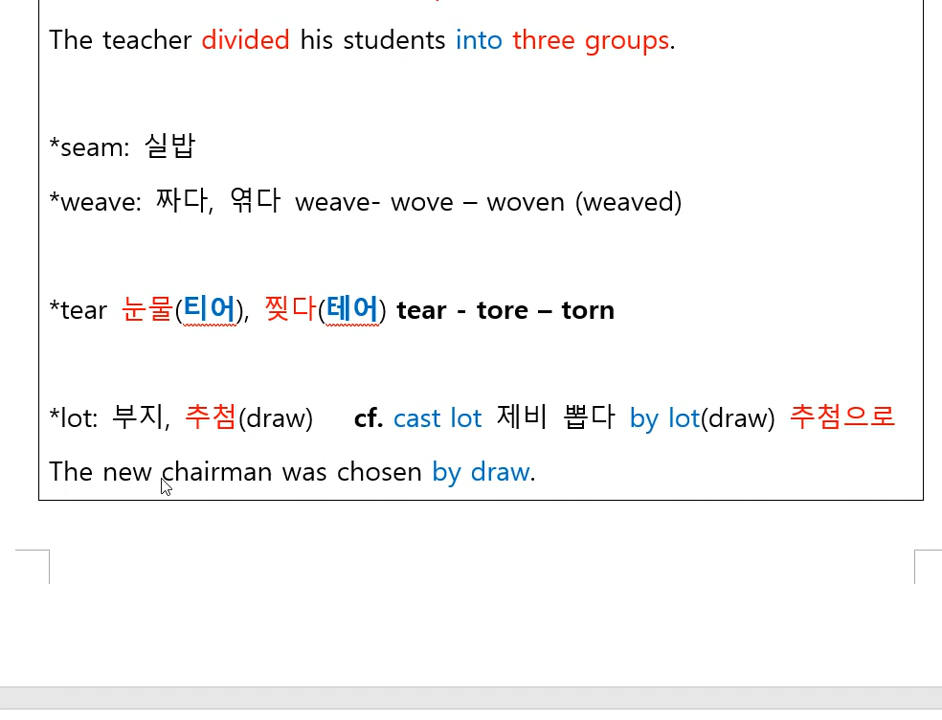 The teacher divided his students into three groups.
*seam: 실밥
*weave: 짜다, 엮다 weave- wove – woven (weaved)
*tear 눈물(티어), 찢다(테어) tear - tore – torn
*lot: 부지, 추첨(draw) cf. cast lot 제비 뽑다 by lot(draw) 추첨으로
The new chairman was chosen by draw.